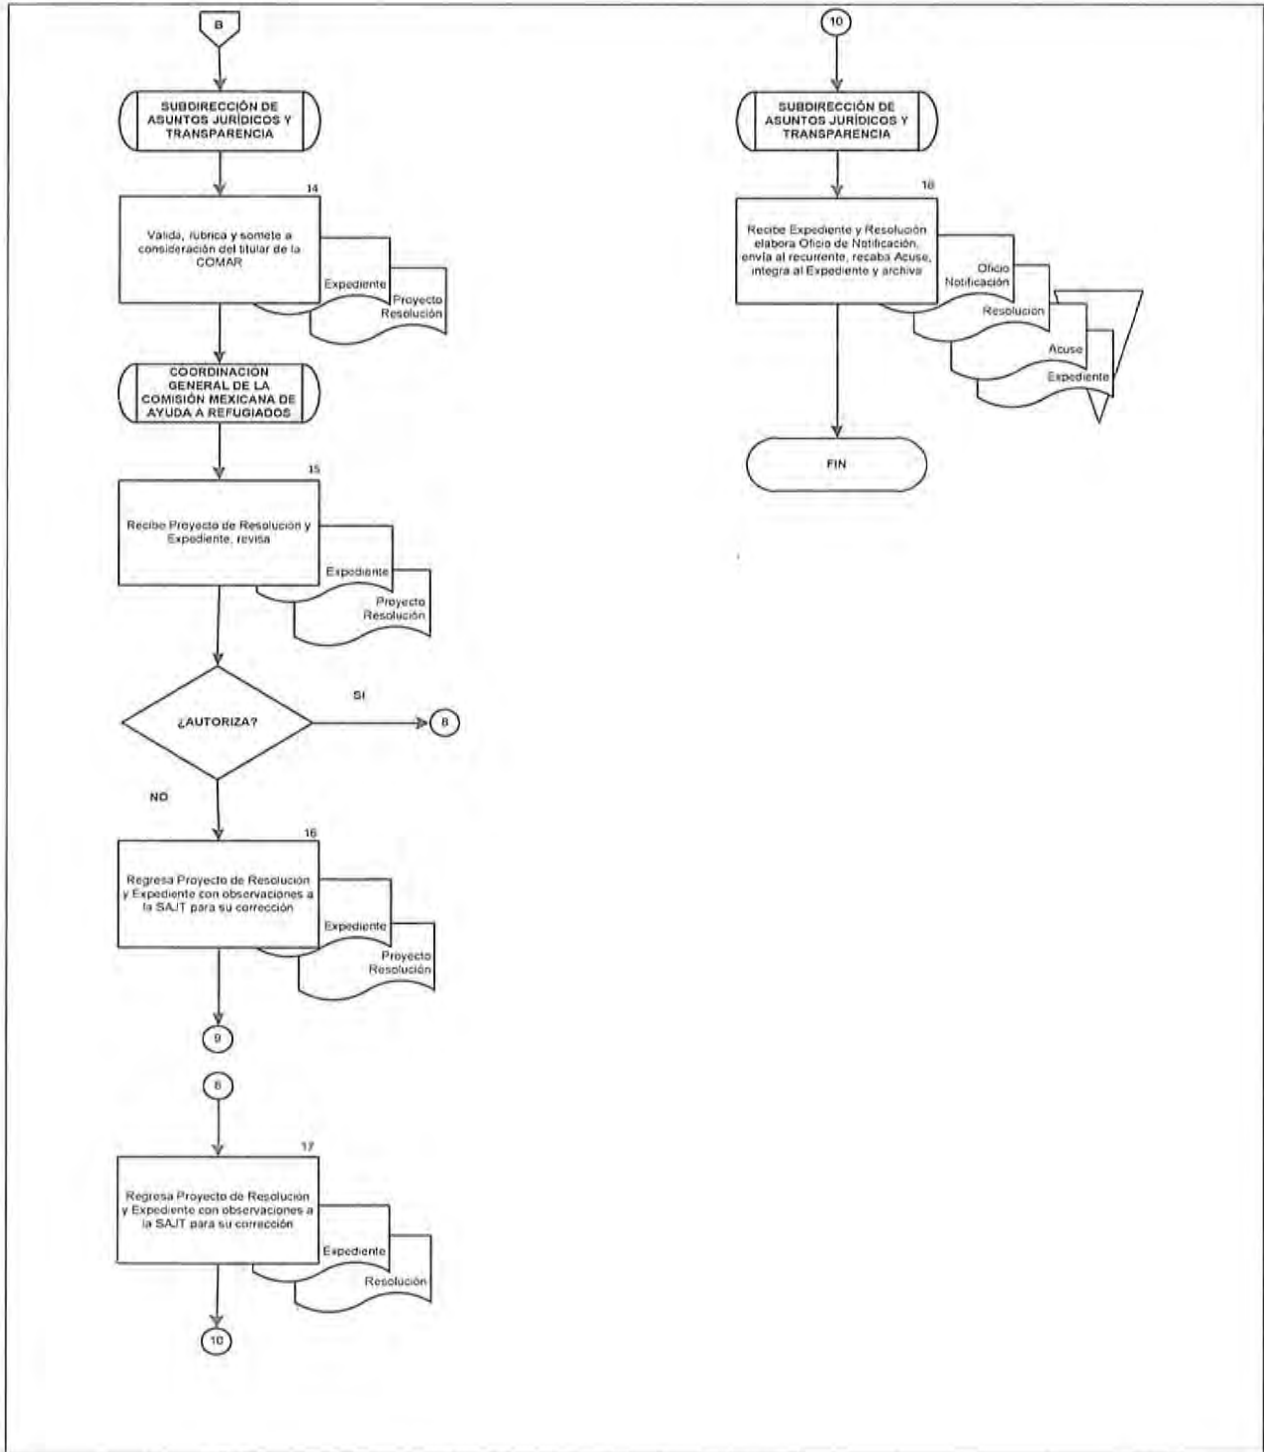 B
SUBDIRECCIÓN DE
ASUNTOS JURÍDICOS Y
TRANSPARENCIA
14
Valida, rubrica y somete a
consideración del titular de la
COMAR
Expediente
Proyecto
Resolución
COORDINACIÓN
GENERAL DE LA
COMISIÓN MEXICANA DE
AYUDA A REFUGIADOS
15
Recibe Proyecto de Resolución y
Expediente, revisa
Expediente
Proyecto
Resolución
¿AUTORIZA?
SI
8
NO
16
Regresa Proyecto de Resolución
y Expediente con observaciones a
la SAJT para su corrección
Expediente
Proyecto
Resolución
9
8
17
Regresa Proyecto de Resolución
y Expediente con observaciones a
la SAJT para su corrección
Expediente
Resolución
10
10
SUBDIRECCIÓN DE
ASUNTOS JURÍDICOS Y
TRANSPARENCIA
18
Recibe Expediente y Resolución
elabora Oficio de Notificación,
envía al recurrente, recaba Acuse,
integra al Expediente y archiva
Oficio
Notificación
Resolución
Acuse
Expediente
FIN